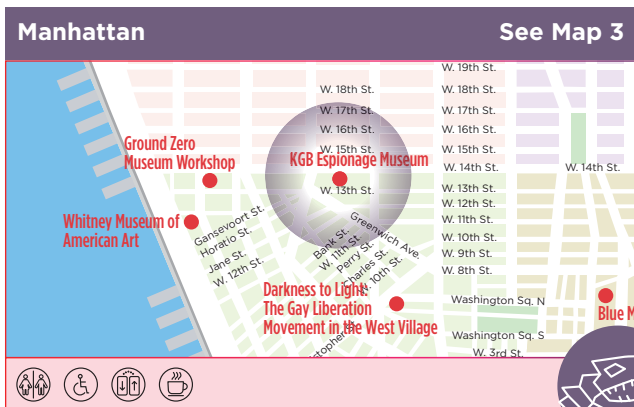 Manhattan
See Map 3
W. 19th St.
W. 18th St.
W. 18th St.
W. 17th St.
W. 17th St.
W. 16th St.
W. 16th St.
W. 15th St.
W. 15th St.
W. 14th St.
W. 14th St.
Ground Zero
Museum Workshop
KGB Espionage Museum
W. 13th St.
W. 13th St.
W. 12th St.
W. 11th St.
W. 10th St.
W. 9th St.
W. 8th St.
Whitney Museum of
American Art
Gansevoort St.
Horatio St.
Jane St.
W. 12th St.
Greenwich Ave.
Bank St.
W. 11th St.
Perry St.
Charles St.
W. 10th St.
Darkness to Light:
The Gay Liberation
Movement in the West Village
stopher St.
Washington Sq. N
Blue M
Washington Sq. S
W. 3rd St.